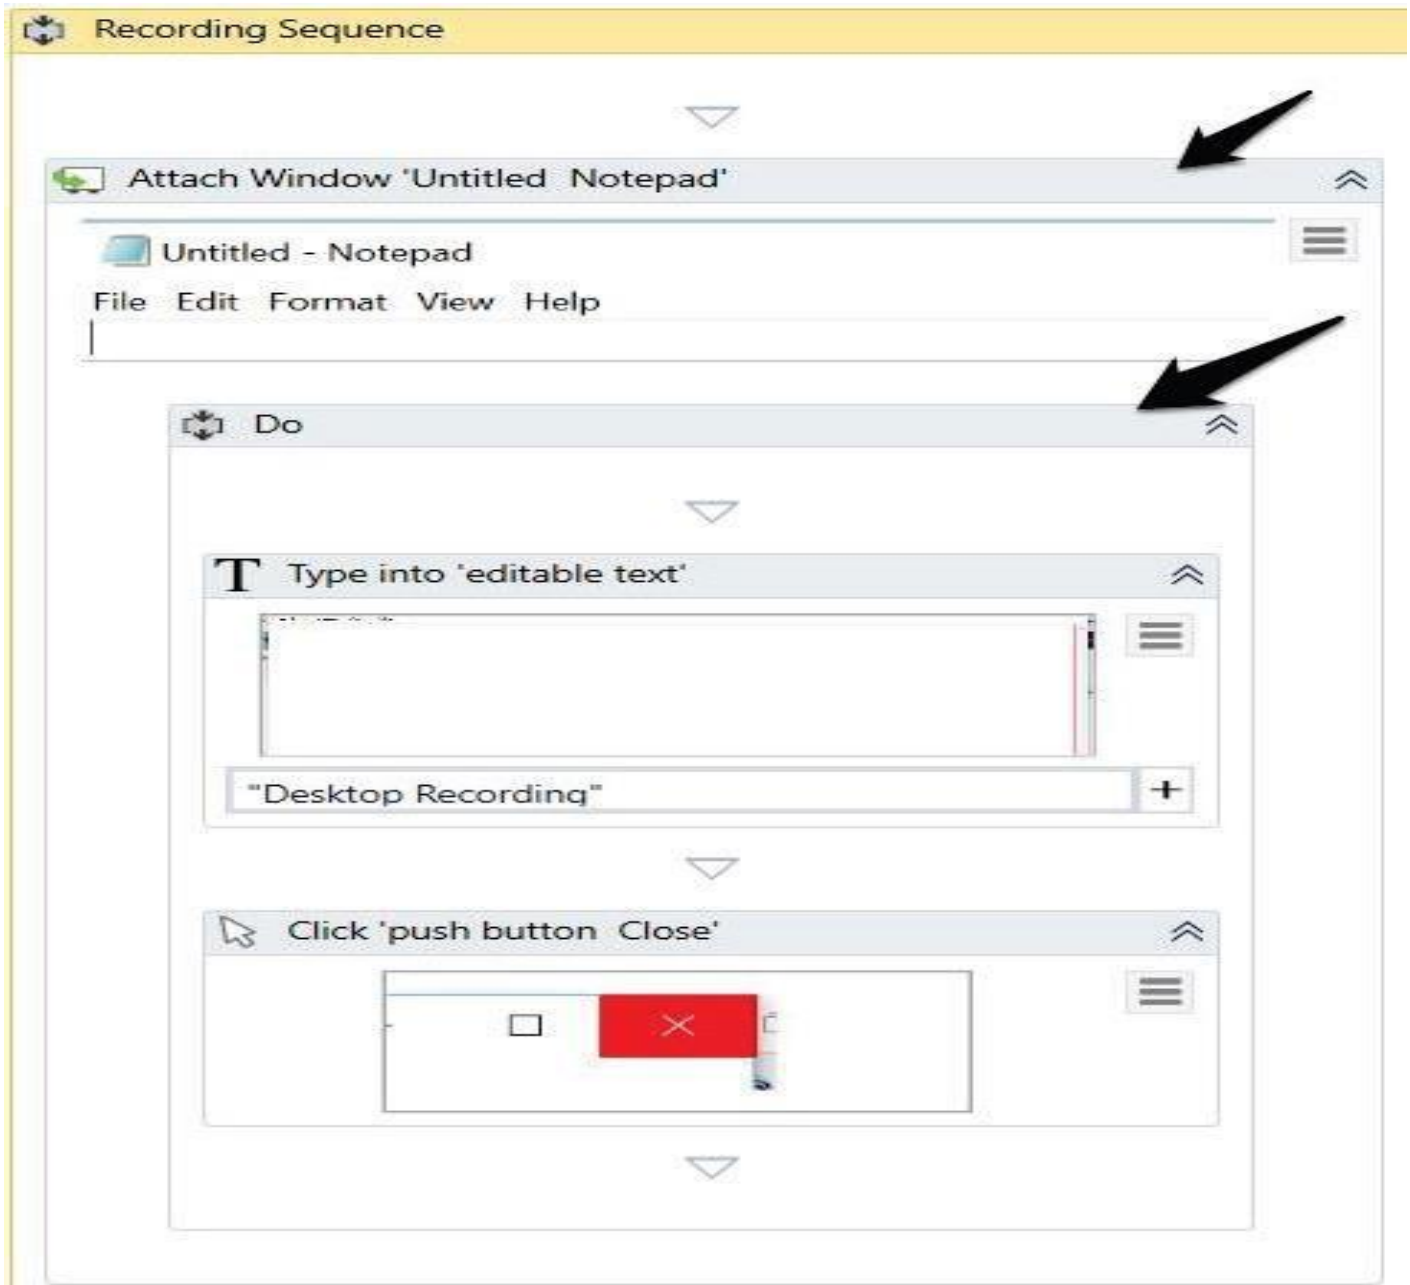 Recording Sequence
Attach Window 'Untitled  Notepad'
Untitled - Notepad
File  Edit  Format  View  Help
Do
T  Type into 'editable text'
"Desktop Recording"  +
Click 'push button  Close'